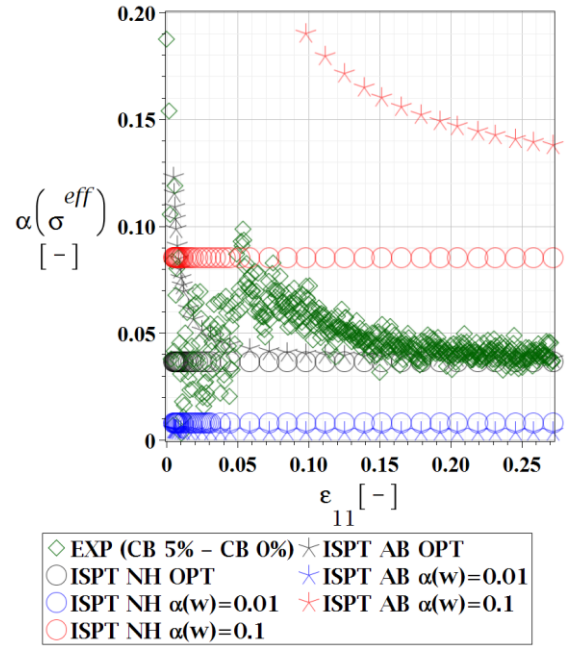 0.20
0.15
α(σ^eff)
0.10
[ - ]
0.05
0
0 0.05 0.10 0.15 0.20 0.25
ε₁₁ [ - ]
EXP (CB 5% – CB 0%) ISPT AB OPT
ISPT NH OPT ISPT AB α(w)=0.01
ISPT NH α(w)=0.01 ISPT AB α(w)=0.1
ISPT NH α(w)=0.1